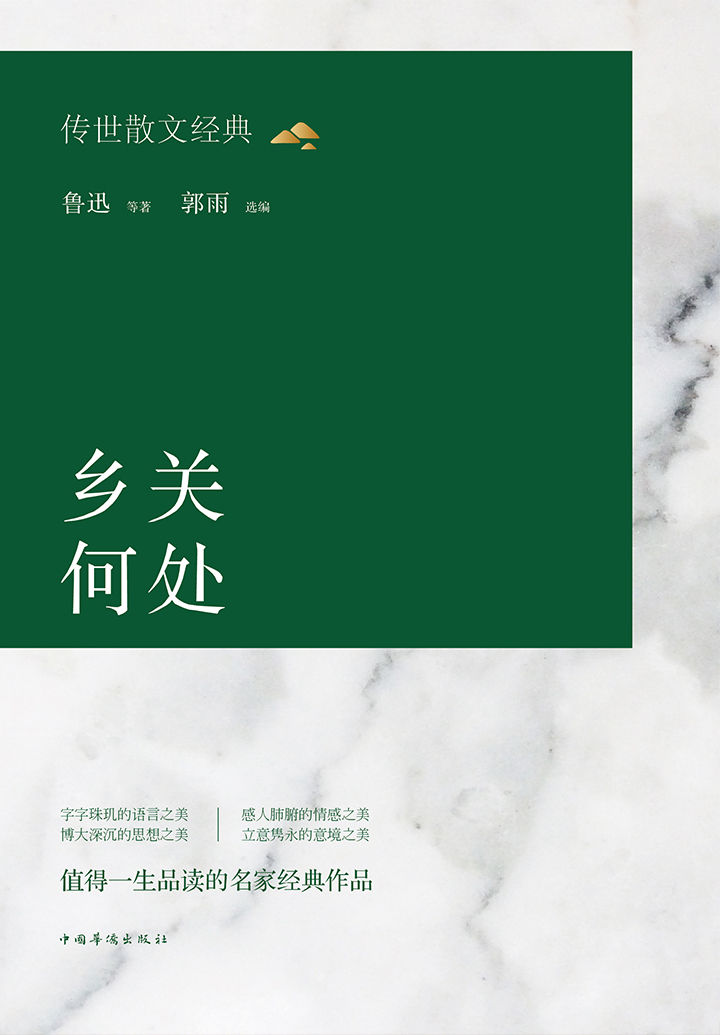 传世散文经典
鲁迅 等著 郭雨 选编
乡关
何处
字字珠玑的语言之美 感人肺腑的情感之美
博大深沉的思想之美 立意隽永的意境之美
值得一生品读的名家经典作品
中国华侨出版社